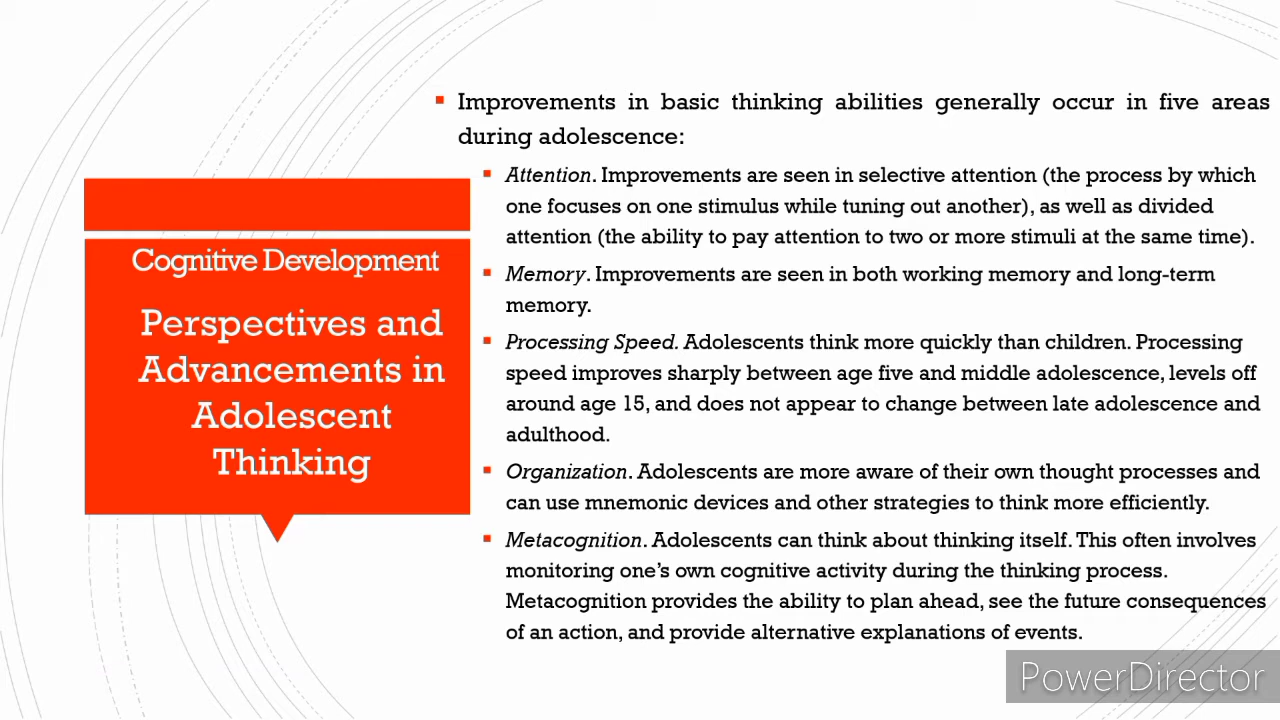 Cognitive Development
Perspectives and
Advancements in
Adolescent
Thinking
Improvements in basic thinking abilities generally occur in five areas
during adolescence:
Attention. Improvements are seen in selective attention (the process by which
one focuses on one stimulus while tuning out another), as well as divided
attention (the ability to pay attention to two or more stimuli at the same time).
Memory. Improvements are seen in both working memory and long-term
memory.
Processing Speed. Adolescents think more quickly than children. Processing
speed improves sharply between age five and middle adolescence, levels off
around age 15, and does not appear to change between late adolescence and
adulthood.
Organization. Adolescents are more aware of their own thought processes and
can use mnemonic devices and other strategies to think more efficiently.
Metacognition. Adolescents can think about thinking itself. This often involves
monitoring one's own cognitive activity during the thinking process.
Metacognition provides the ability to plan ahead, see the future consequences
of an action, and provide alternative explanations of events.
PowerDirector